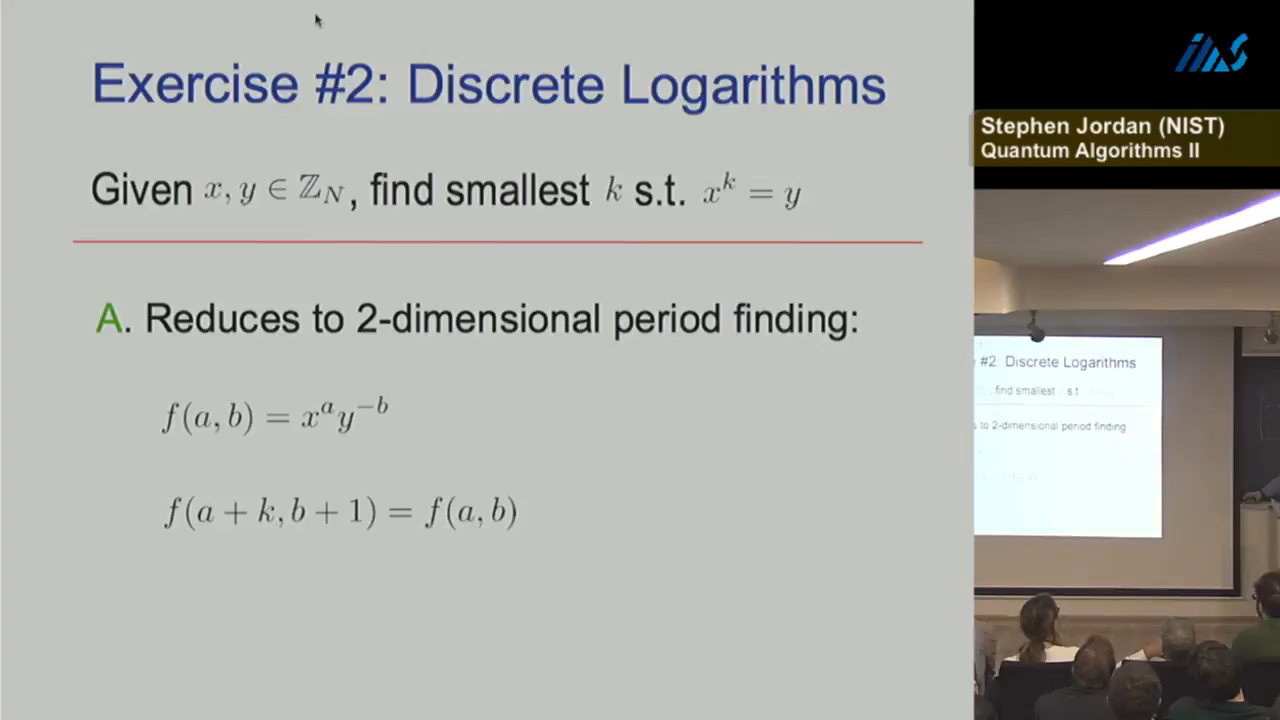 Exercise #2: Discrete Logarithms
Given x, y ∈ ℤ_N, find smallest k s.t. x^k = y
A. Reduces to 2-dimensional period finding:
f(a, b) = x^a y^{-b}
f(a + k, b + 1) = f(a, b)
IAS
Stephen Jordan (NIST)
Quantum Algorithms II
#2: Discrete Logarithms
find smallest s.t
to 2-dimensional period finding